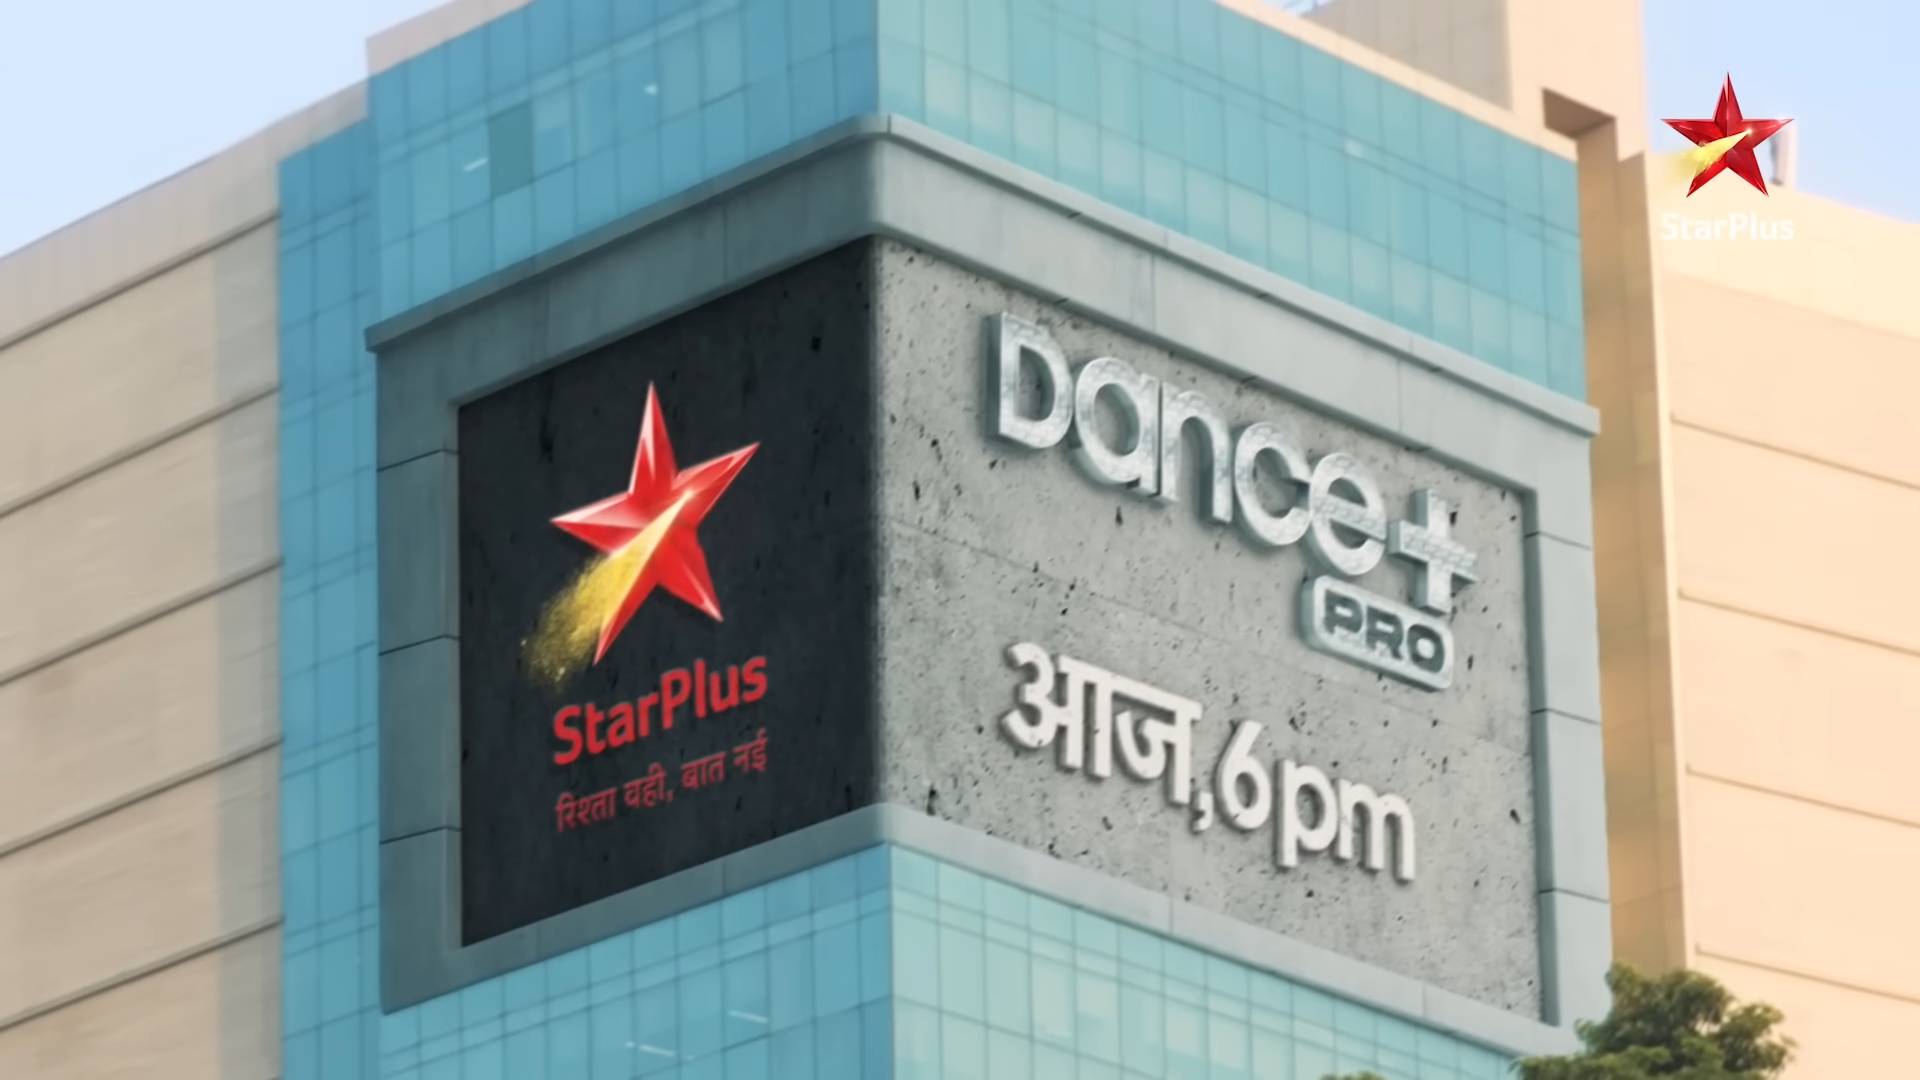 StarPlus
रिश्ता वही, बात नई
Dance+
PRO
आज, 6pm
StarPlus